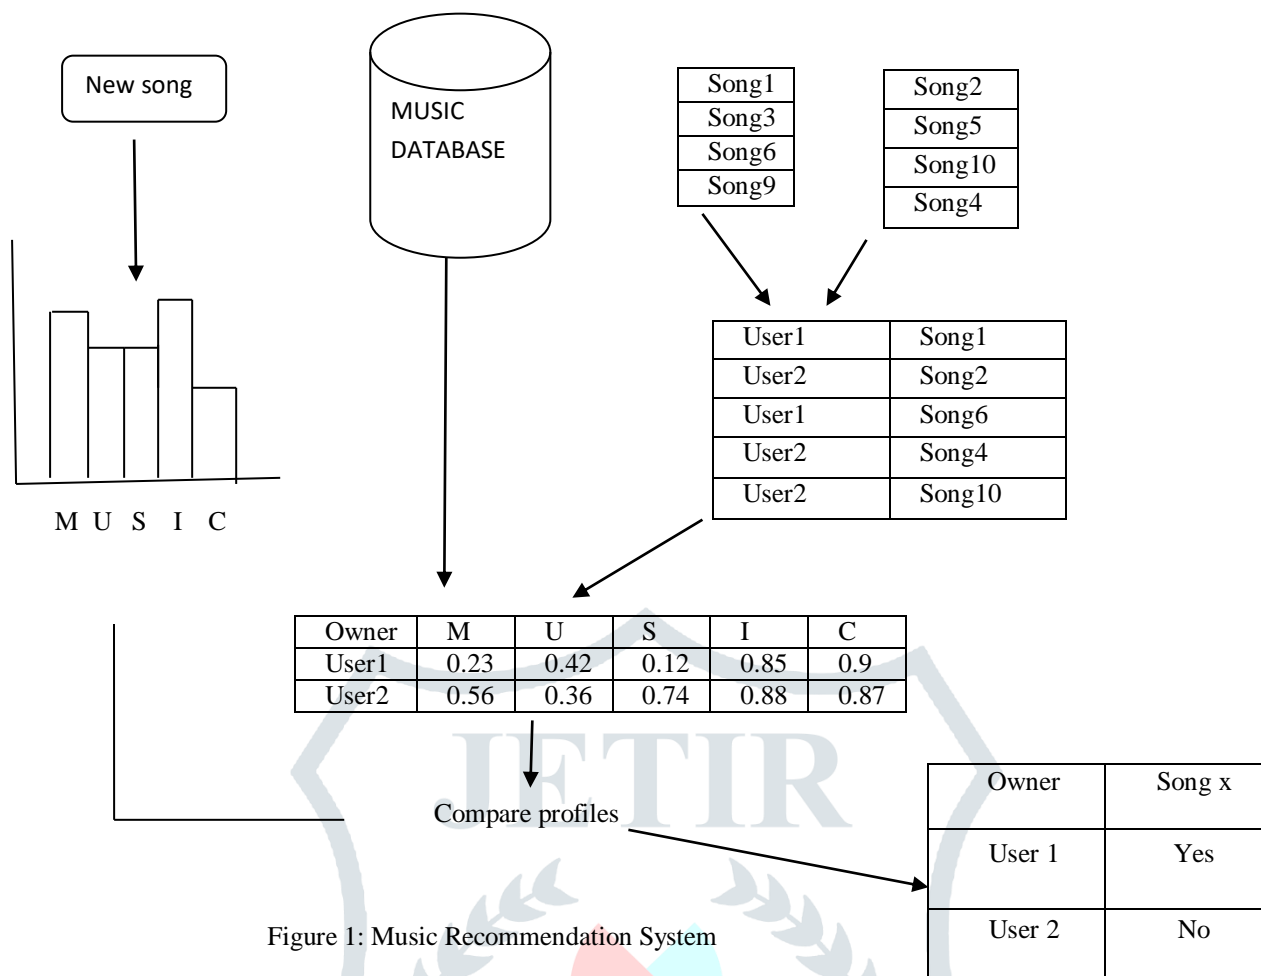 New song
MUSIC
DATABASE
Song1
Song3
Song6
Song9
Song2
Song5
Song10
Song4
User1 Song1
User2 Song2
User1 Song6
User2 Song4
User2 Song10
M U S I C
Owner M U S I C
User1 0.23 0.42 0.12 0.85 0.9
User2 0.56 0.36 0.74 0.88 0.87
JETIR
Compare profiles
Owner Song x
User 1 Yes
User 2 No
Figure 1: Music Recommendation System